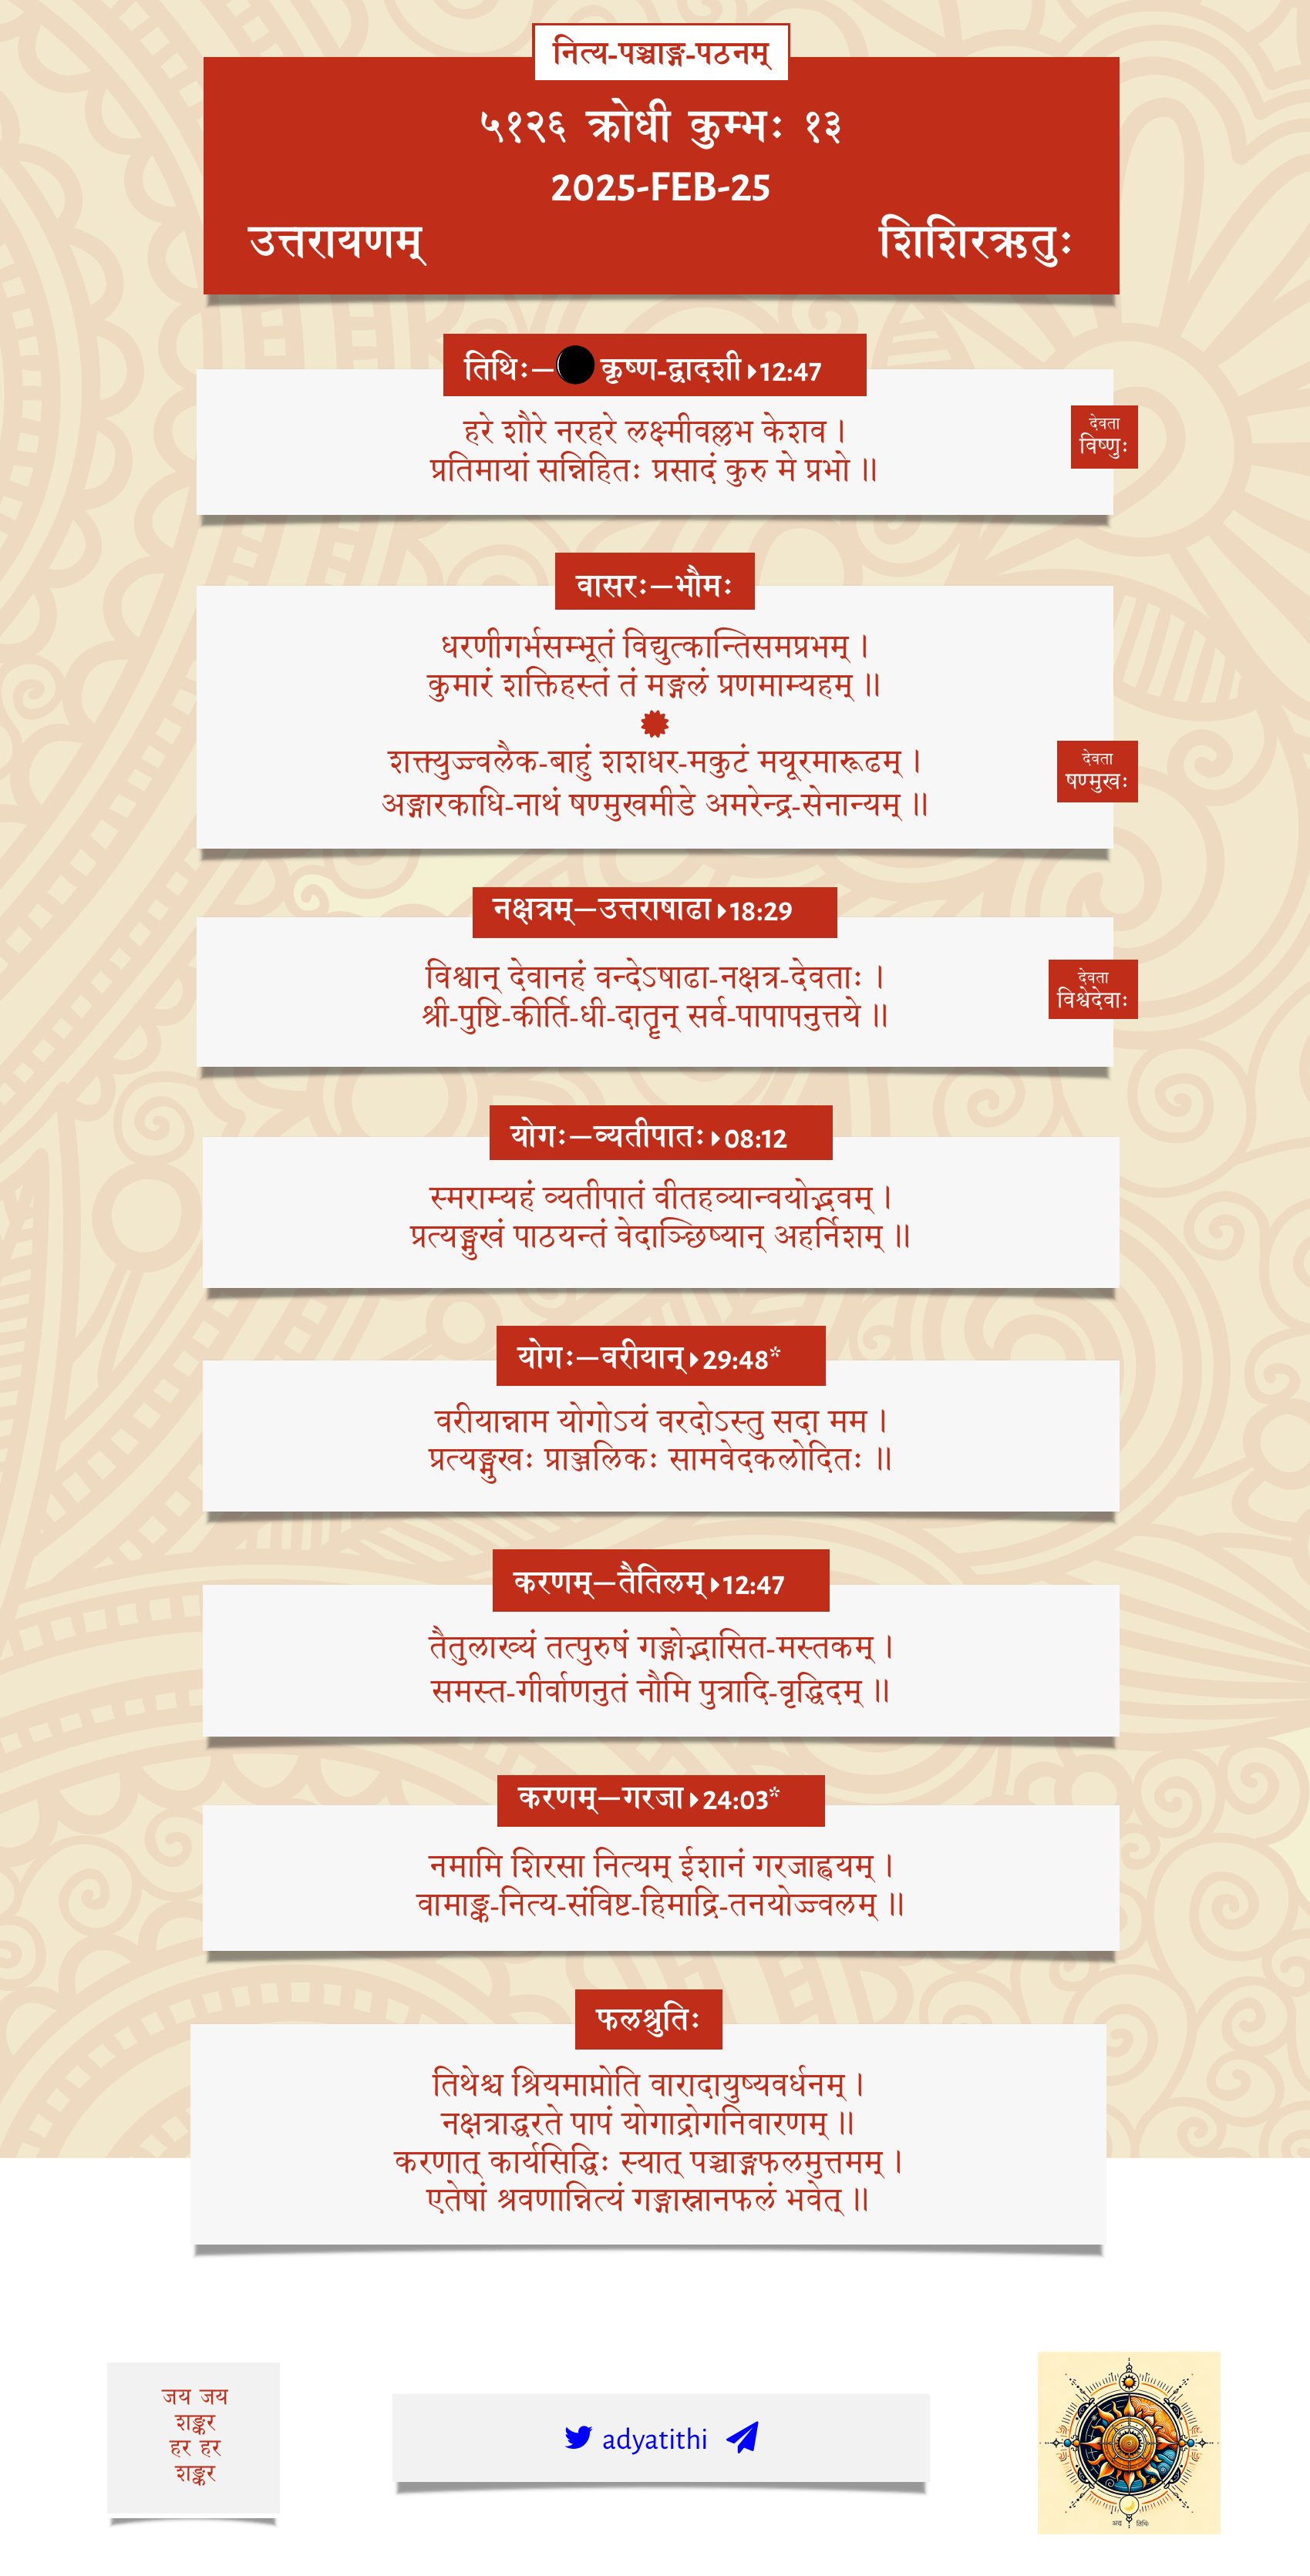 नित्य-पञ्चाङ्ग-पठनम्
५१२६ क्रोधी कुम्भः १३
2025-FEB-25
उत्तरायणम् शिशिरऋतुः
तिथिः—कृष्ण-द्वादशी 12:47
हरे शौरे नरहरे लक्ष्मीवल्लभ केशव ।
प्रतिमायां सन्निहितः प्रसादं कुरु मे प्रभो ॥
देवता
विष्णुः
वासरः—भौमः
धरणीगर्भसम्भूतं विद्युत्कान्तिसमप्रभम् ।
कुमारं शक्तिहस्तं तं मङ्गलं प्रणमाम्यहम् ॥
शक्त्युज्ज्वलैक-बाहुं शशधर-मकुटं मयूरमारूढम् ।
अङ्गारकाधि-नाथं षण्मुखमीडे अमरेन्द्र-सेनान्यम् ॥
देवता
षण्मुखः
नक्षत्रम्—उत्तराषाढा 18:29
विश्वान् देवानहं वन्देऽषाढा-नक्षत्र-देवताः ।
श्री-पुष्टि-कीर्ति-धी-दातॄन् सर्व-पापापनुत्तये ॥
देवता
विश्वेदेवाः
योगः—व्यतीपातः 08:12
स्मराम्यहं व्यतीपातं वीतहव्यान्वयोद्भवम् ।
प्रत्यङ्मुखं पाठयन्तं वेदाञ्छिष्यान् अहर्निशम् ॥
योगः—वरीयान् 29:48*
वरीयान्नाम योगोऽयं वरदोऽस्तु सदा मम ।
प्रत्यङ्मुखः प्राञ्जलिकः सामवेदकलोदितः ॥
करणम्—तैतिलम् 12:47
तैतुलाख्यं तत्पुरुषं गङ्गोद्भासित-मस्तकम् ।
समस्त-गीर्वाणनुतं नौमि पुत्रादि-वृद्धिदम् ॥
करणम्—गरजा 24:03*
नमामि शिरसा नित्यम् ईशानं गरजाह्वयम् ।
वामाङ्क-नित्य-संविष्ट-हिमाद्रि-तनयोज्ज्वलम् ॥
फलश्रुतिः
तिथेश्च श्रियमाप्नोति वारादायुष्यवर्धनम् ।
नक्षत्राद्धरते पापं योगाद्रोगनिवारणम् ॥
करणात् कार्यसिद्धिः स्यात् पञ्चाङ्गफलमुत्तमम् ।
एतेषां श्रवणान्नित्यं गङ्गास्नानफलं भवेत् ॥
जय जय
शङ्कर
हर हर
शङ्कर
adyatithi
अद्य तिथिः